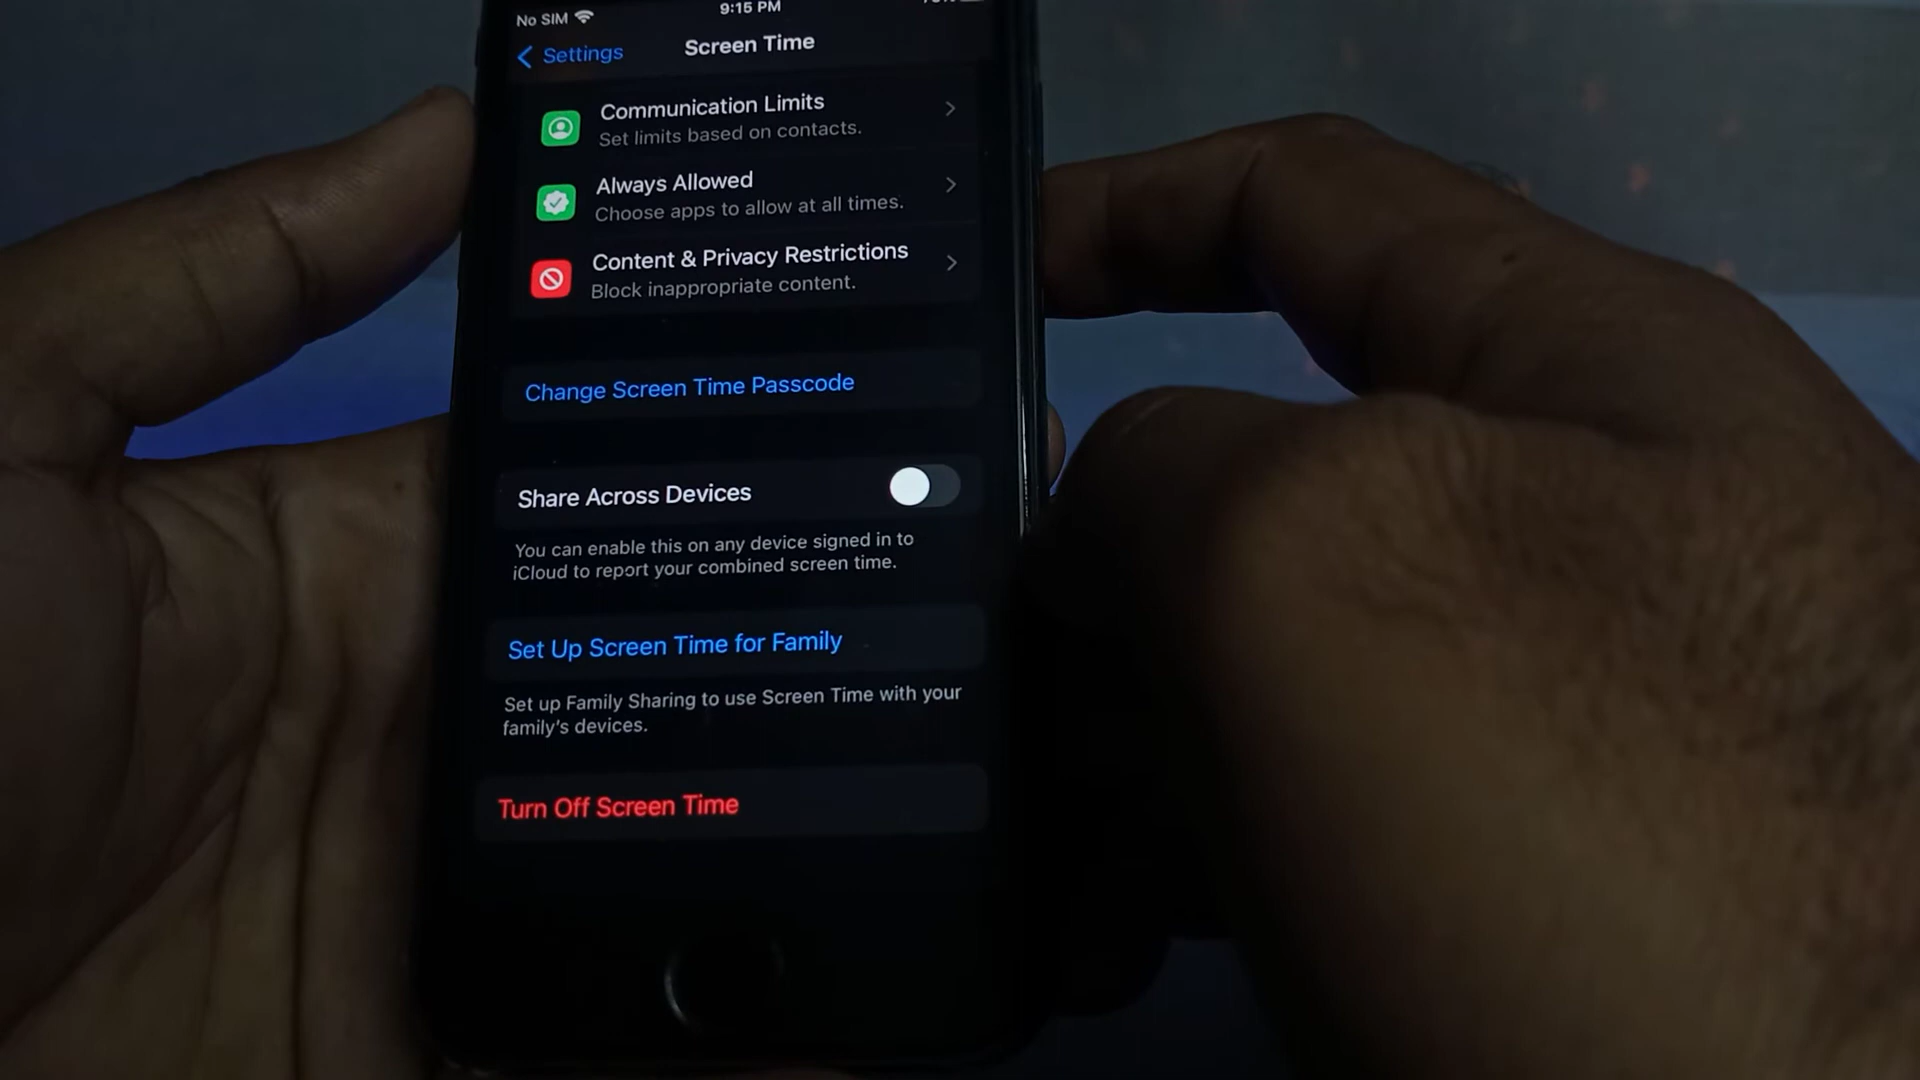 No SIM
9:15 PM
Settings
Screen Time
Communication Limits
Set limits based on contacts.
Always Allowed
Choose apps to allow at all times.
Content & Privacy Restrictions
Block inappropriate content.
Change Screen Time Passcode
Share Across Devices
You can enable this on any device signed in to
iCloud to report your combined screen time.
Set Up Screen Time for Family
Set up Family Sharing to use Screen Time with your
family's devices.
Turn Off Screen Time